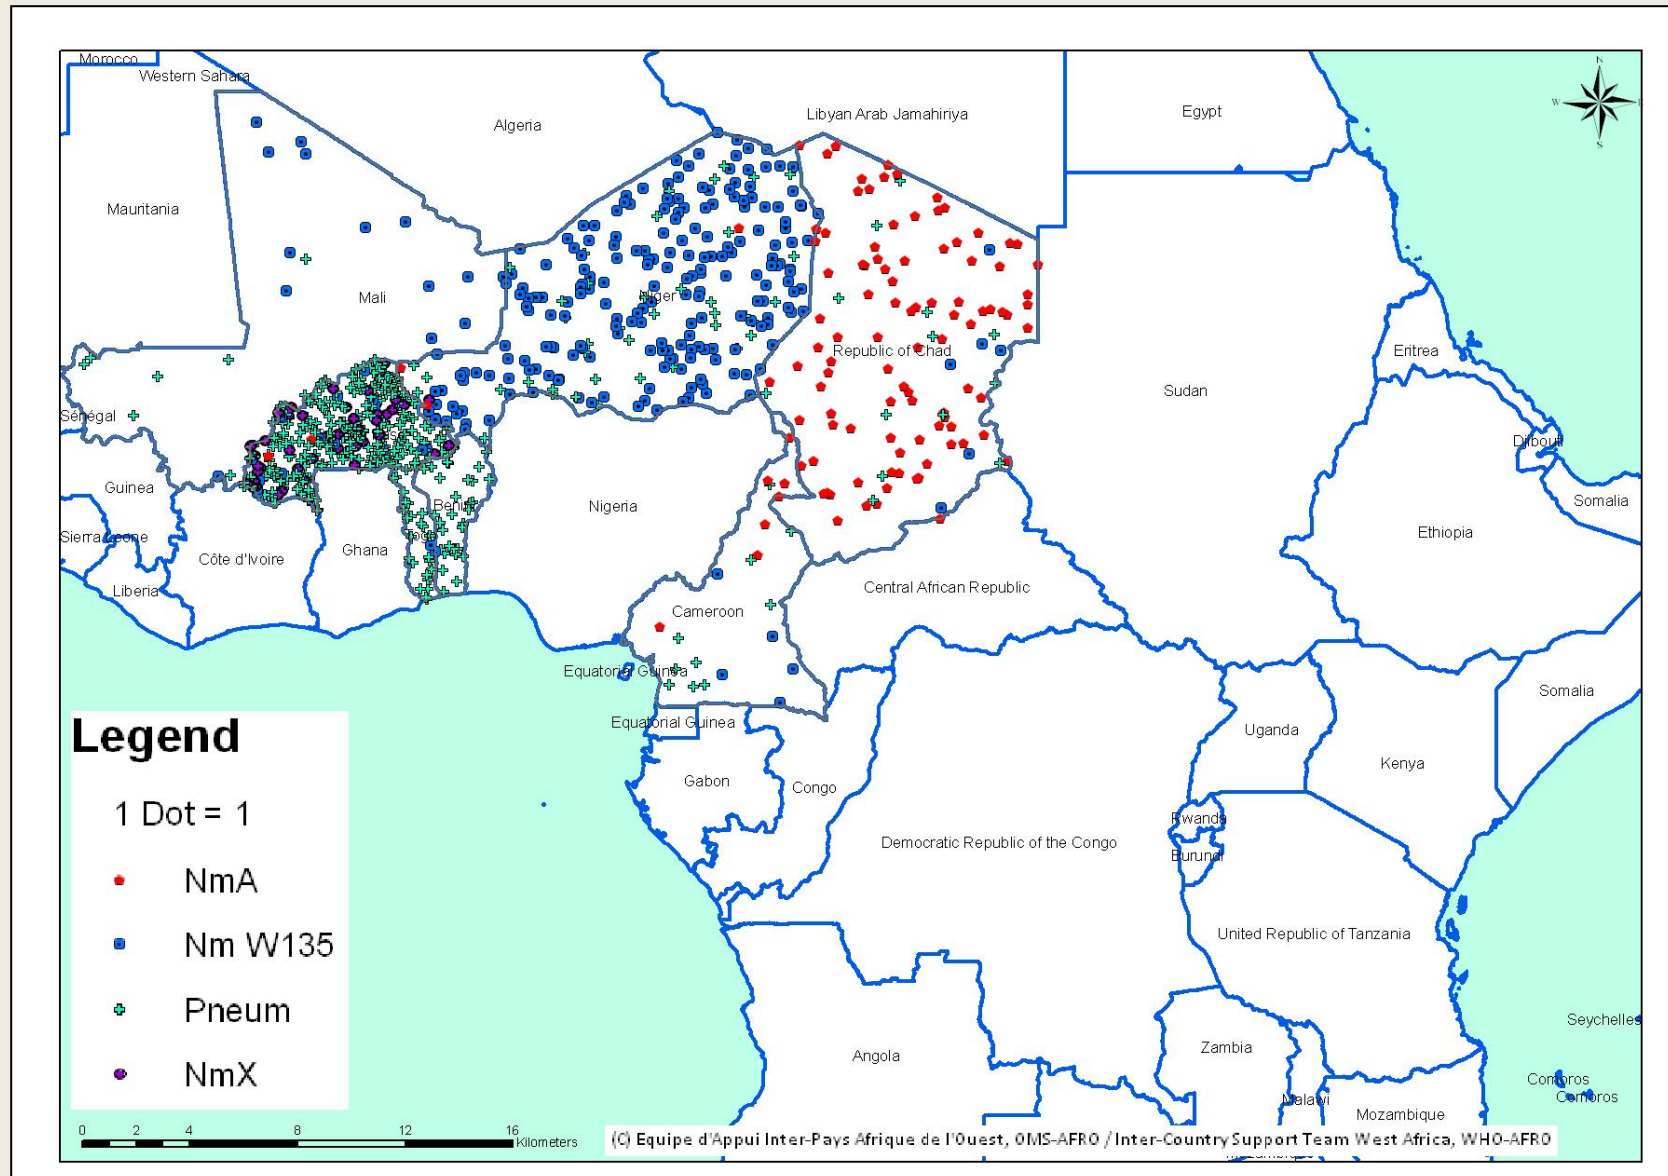 Morocco
Western Sahara
N
W
E
S
Algeria
Libyan Arab Jamahiriya
Egypt
Mauritania
Mali
Niger
Republic of Chad
Sudan
Eritrea
Sénégal
Djibouti
Guinea
Nigeria
Benin
Togo
Somalia
Sierra Leone
Côte d'Ivoire
Ghana
Ethiopia
Liberia
Cameroon
Central African Republic
Equatorial Guinea
Equatorial Guinea
Somalia
Uganda
Kenya
Gabon
Congo
Rwanda
Burundi
Democratic Republic of the Congo
United Republic of Tanzania
Seychelles
Angola
Zambia
Comoros
Comoros
Malawi
Mozambique
Legend
1 Dot = 1
NmA
Nm W135
Pneum
NmX
0 2 4 8 12 16
Kilometers
(C) Equipe d'Appui Inter-Pays Afrique de l'Ouest, OMS-AFRO / Inter-Country Support Team West Africa, WHO-AFRO